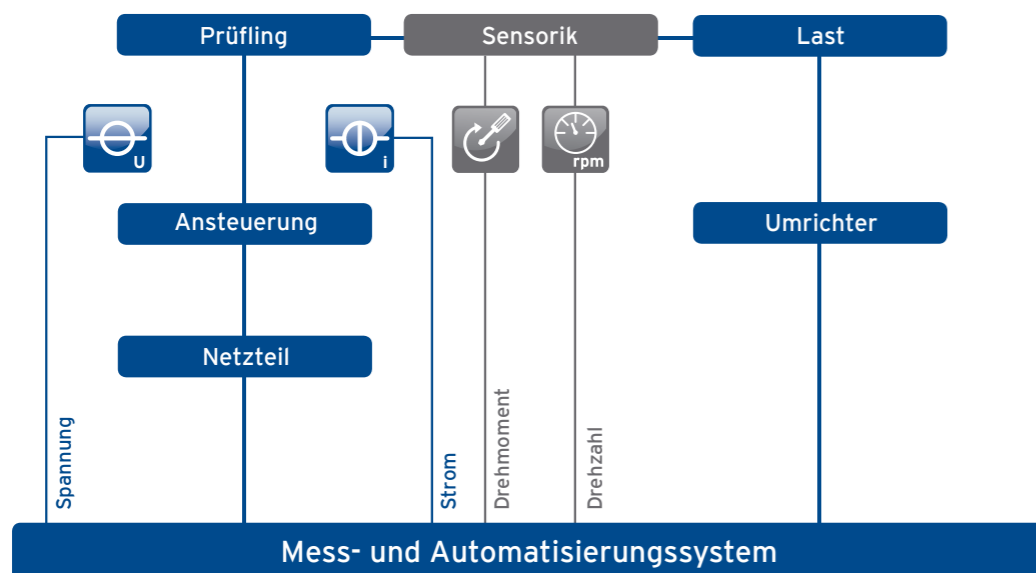 Prüfling
Sensorik
Last
U
i
rpm
Ansteuerung
Umrichter
Netzteil
Spannung
Strom
Drehmoment
Drehzahl
Mess- und Automatisierungssystem